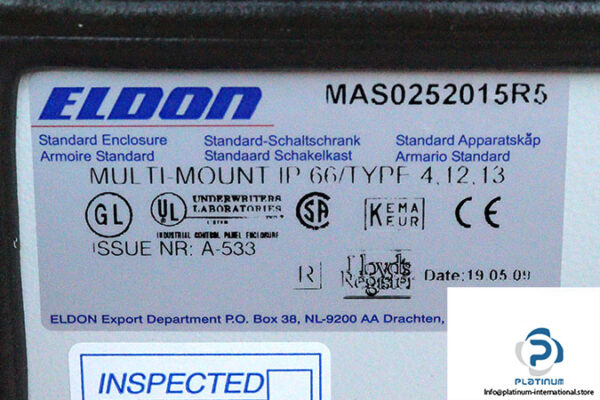 ELDON
MAS0252015R5
Standard Enclosure Standard-Schaltschrank Standard Apparatskåp
Armoire Standard Standaard Schakelkast Armario Standard
MULTI-MOUNT IP 66/TYPE 4,12,13
GL UL UNDERWRITERS LABORATORIES SA KEMA KEUR CE
INDUSTRIAL CONTROL PANEL ENCLOSURE
ISSUE NR: A-533
R Lloyds Register Date:19.05.09
ELDON Export Department P.O. Box 38, NL-9200 AA Drachten,
INSPECTED
PLATINUM
Info@platinum-international.store